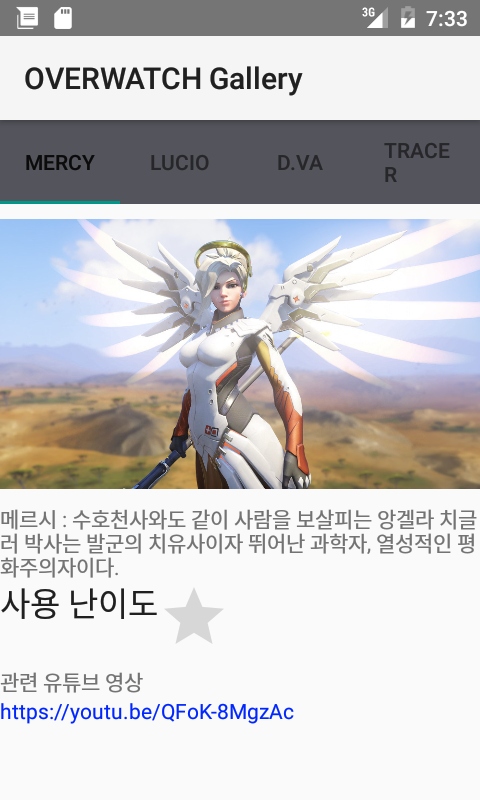 3G 7:33
OVERWATCH Gallery
MERCY LUCIO D.VA TRACE
R
메르시 : 수호천사와도 같이 사람을 보살피는 앙겔라 치글
러 박사는 발군의 치유사이자 뛰어난 과학자, 열성적인 평
화주의자이다.
사용 난이도
관련 유튜브 영상
https://youtu.be/QFoK-8MgzAc